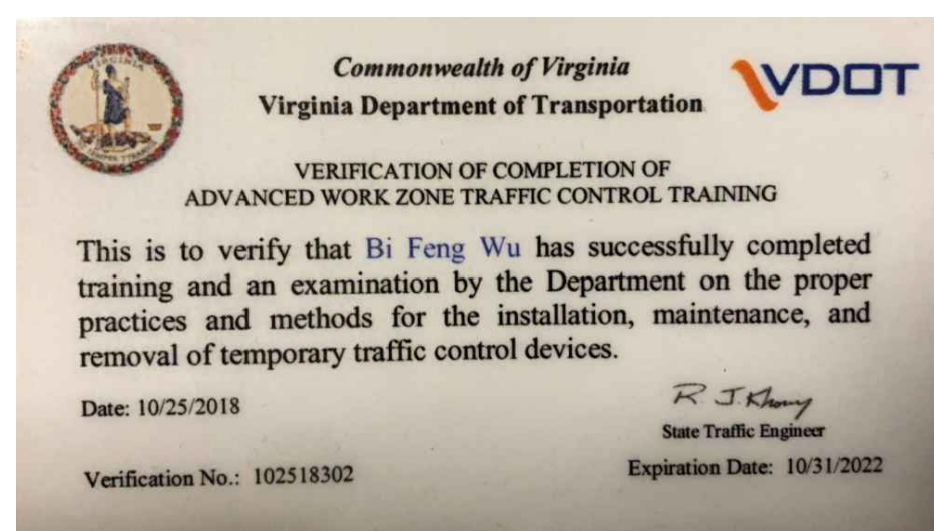 VIRGINIA
Commonwealth of Virginia
VDOT
Virginia Department of Transportation
VERIFICATION OF COMPLETION OF
ADVANCED WORK ZONE TRAFFIC CONTROL TRAINING
This is to verify that Bi Feng Wu has successfully completed
training and an examination by the Department on the proper
practices and methods for the installation, maintenance, and
removal of temporary traffic control devices.
Date: 10/25/2018
R. J. Khoury
State Traffic Engineer
Verification No.: 102518302
Expiration Date: 10/31/2022